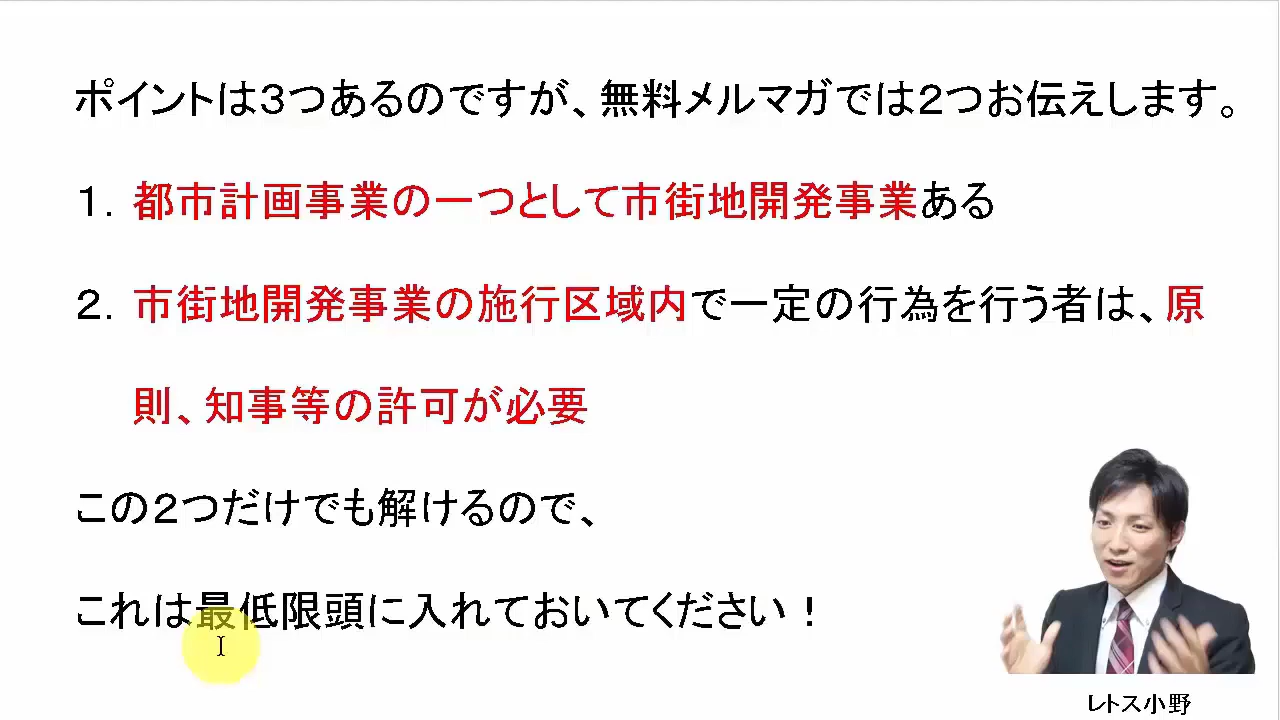 ポイントは３つあるのですが、無料メルマガでは２つお伝えします。
１．都市計画事業の一つとして市街地開発事業ある
２．市街地開発事業の施行区域内で一定の行為を行う者は、原
則、知事等の許可が必要
この２つだけでも解けるので、
これは最低限頭に入れておいてください！
レトス小野